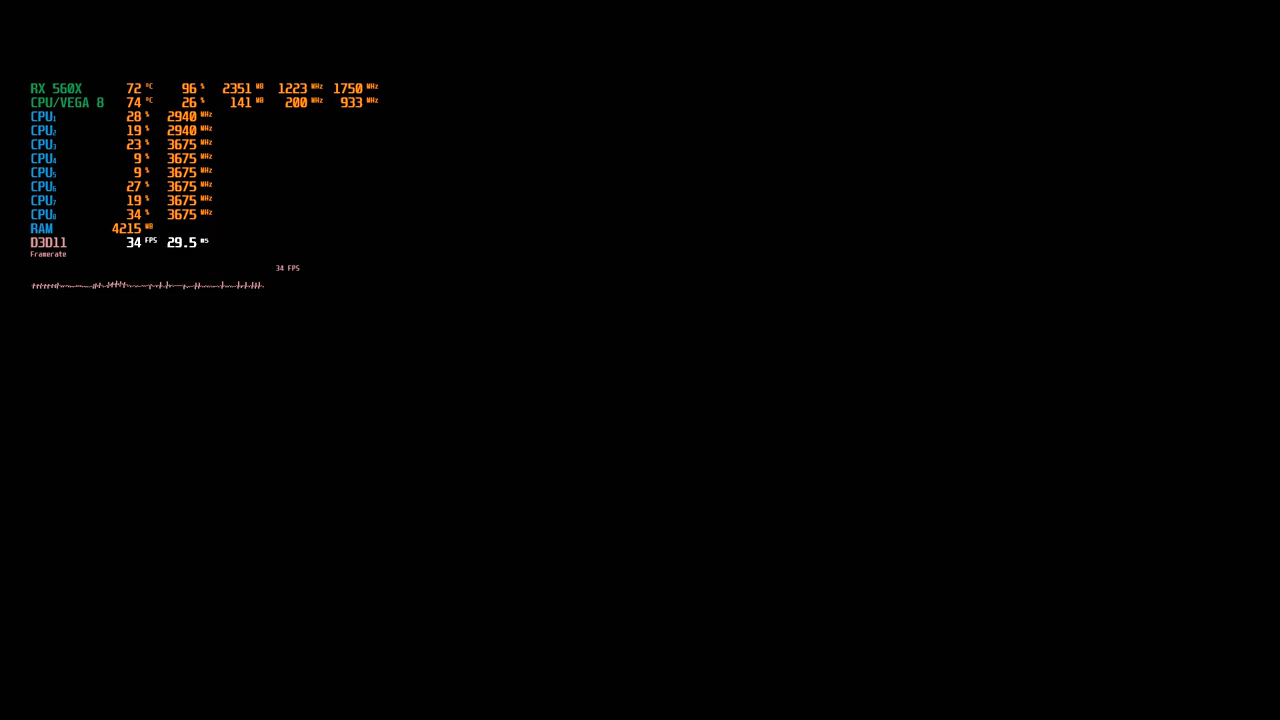 RX 560X 72 °C 96 % 2351 MB 1223 MHz 1750 MHz
CPU/VEGA 8 74 °C 26 % 141 MB 200 MHz 933 MHz
CPU1 28 % 2940 MHz
CPU2 19 % 2940 MHz
CPU3 23 % 3675 MHz
CPU4 9 % 3675 MHz
CPU5 9 % 3675 MHz
CPU6 27 % 3675 MHz
CPU7 19 % 3675 MHz
CPU8 34 % 3675 MHz
RAM 4215 MB
D3D11 34 FPS 29.5 ms
Framerate
34 FPS